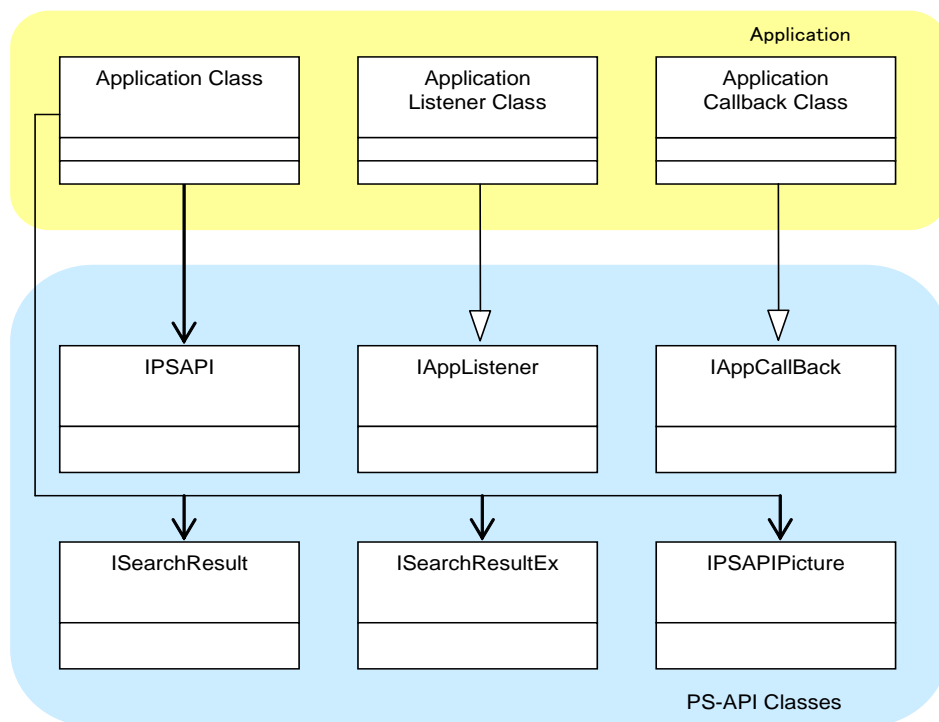 Application
Application Class
Application
Listener Class
Application
Callback Class
IPSAPI
IAppListener
IAppCallBack
ISearchResult
ISearchResultEx
IPSAPIPicture
PS-API Classes